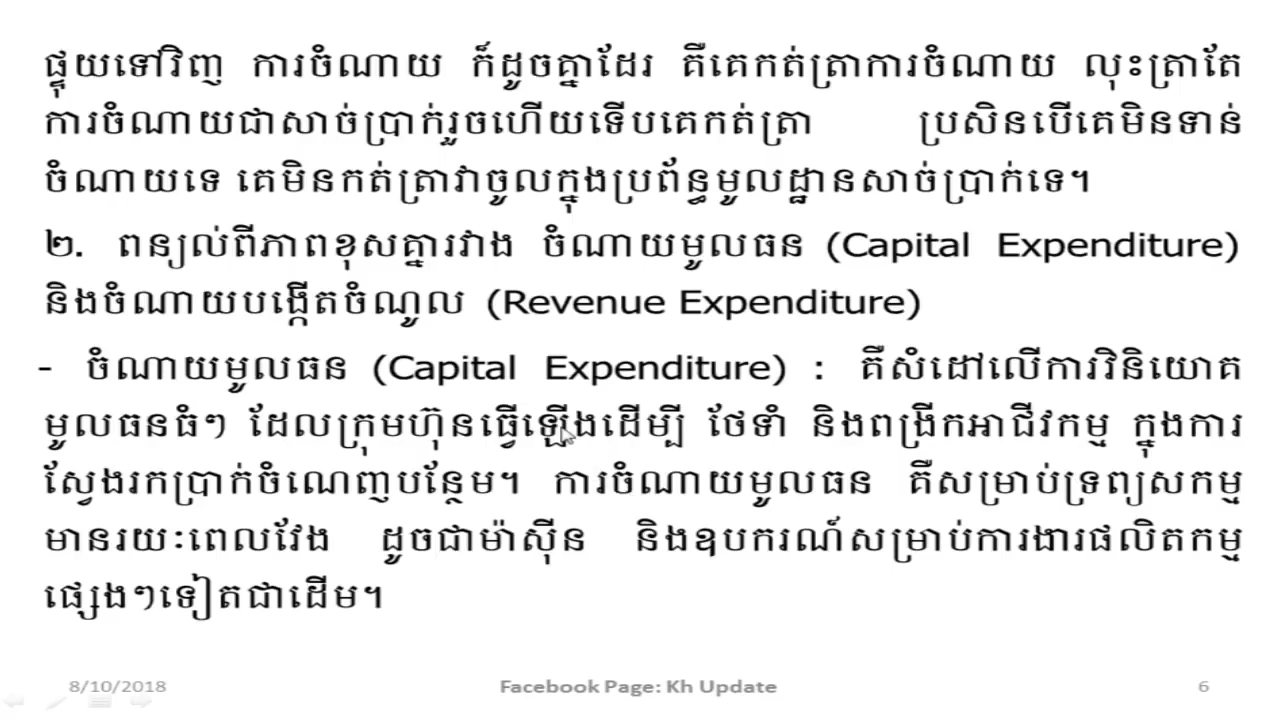 ផ្ទុយទៅវិញ ការចំណាយ ក៏ដូចគ្នាដែរ គឺគេកត់ត្រាការចំណាយ លុះត្រាតែ
ការចំណាយជាសាច់ប្រាក់រួចហើយទើបគេកត់ត្រា ប្រសិនបើគេមិនទាន់
ចំណាយទេ គេមិនកត់ត្រាវាចូលក្នុងប្រព័ន្ធមូលដ្ឋានសាច់ប្រាក់ទេ។
២. ពន្យល់ពីភាពខុសគ្នារវាង ចំណាយមូលធន (Capital Expenditure)
និងចំណាយបង្កើតចំណូល (Revenue Expenditure)
- ចំណាយមូលធន (Capital Expenditure) : គឺសំដៅលើការវិនិយោគ
មូលធនធំៗ ដែលក្រុមហ៊ុនធ្វើឡើងដើម្បី ថែទាំ និងពង្រីកអាជីវកម្ម ក្នុងការ
ស្វែងរកប្រាក់ចំណេញបន្ថែម។ ការចំណាយមូលធន គឺសម្រាប់ទ្រព្យសកម្ម
មានរយៈពេលវែង ដូចជាម៉ាស៊ីន និងឧបករណ៍សម្រាប់ការងារផលិតកម្ម
ផ្សេងៗទៀតជាដើម។
8/10/2018 Facebook Page: Kh Update 6